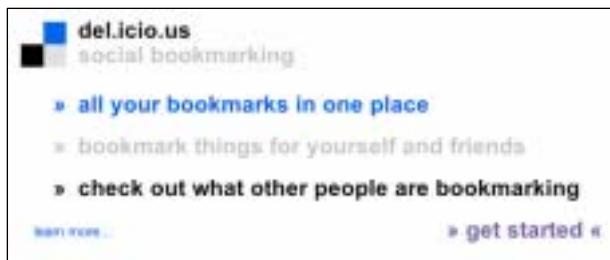 del.icio.us
social bookmarking
» all your bookmarks in one place
» bookmark things for yourself and friends
» check out what other people are bookmarking
learn more...
» get started «